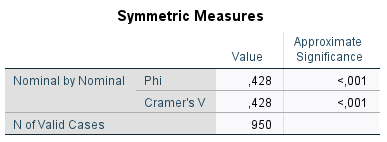 Symmetric Measures
Value Approximate Significance
Nominal by Nominal Phi ,428 <,001
Cramer's V ,428 <,001
N of Valid Cases 950